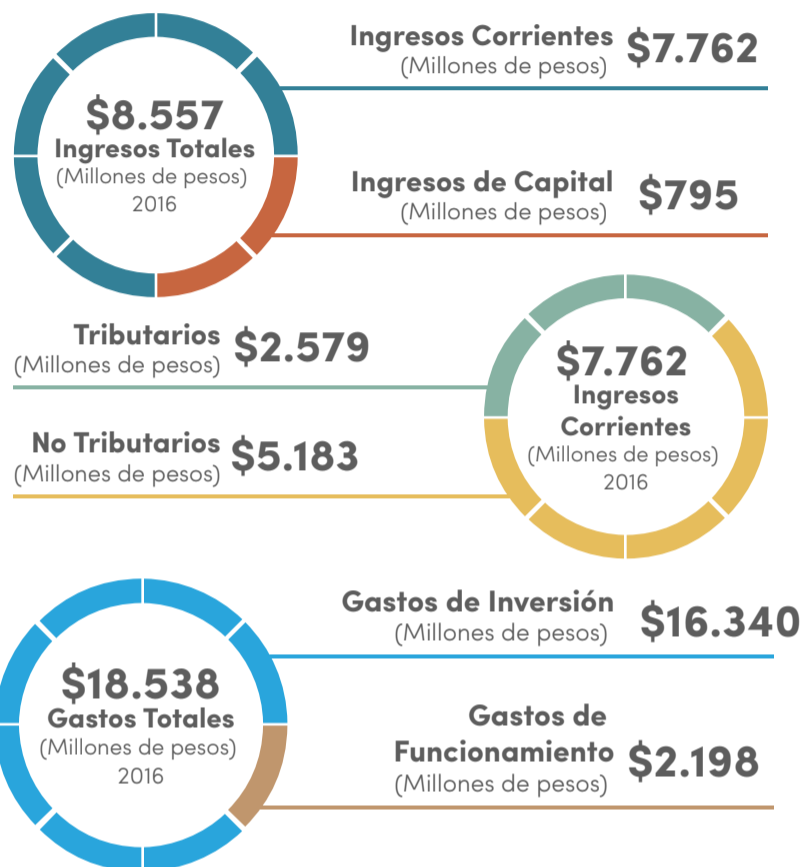 $8.557
Ingresos Totales
(Millones de pesos)
2016
Ingresos Corrientes
(Millones de pesos)
$7.762
Ingresos de Capital
(Millones de pesos)
$795
Tributarios
(Millones de pesos)
$2.579
No Tributarios
(Millones de pesos)
$5.183
$7.762
Ingresos
Corrientes
(Millones de pesos)
2016
$18.538
Gastos Totales
(Millones de pesos)
2016
Gastos de Inversión
(Millones de pesos)
$16.340
Gastos de
Funcionamiento
(Millones de pesos)
$2.198